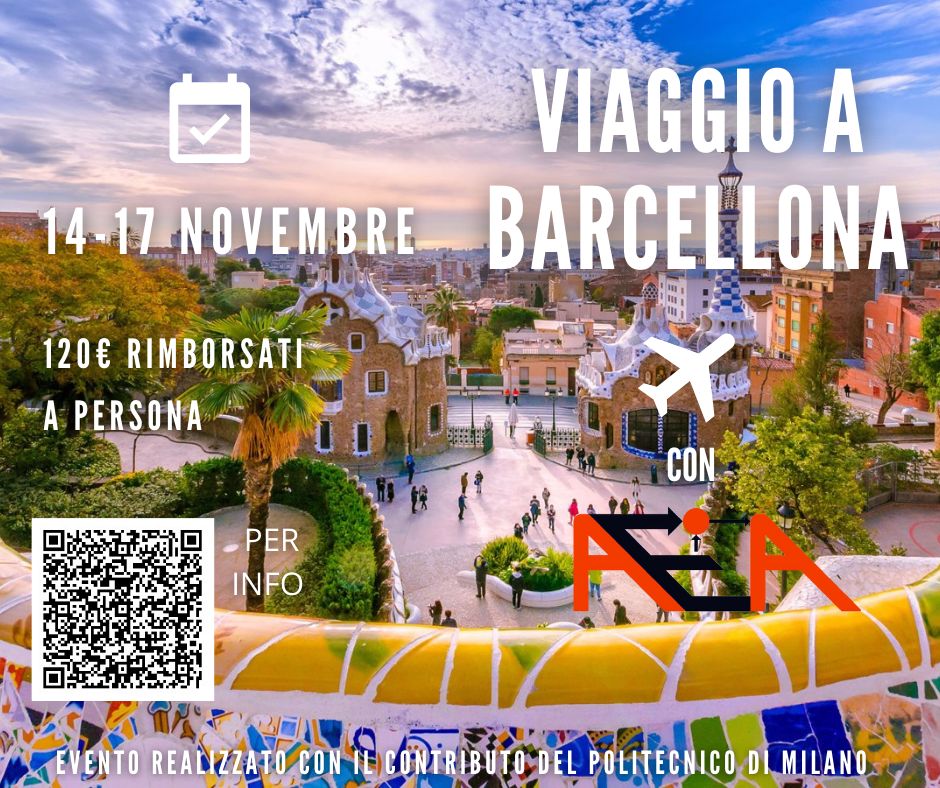 VIAGGIO A
BARCELLONA
14-17 NOVEMBRE
120€ RIMBORSATI
A PERSONA
CON
AEIA
PER
INFO
EVENTO REALIZZATO CON IL CONTRIBUTO DEL POLITECNICO DI MILANO